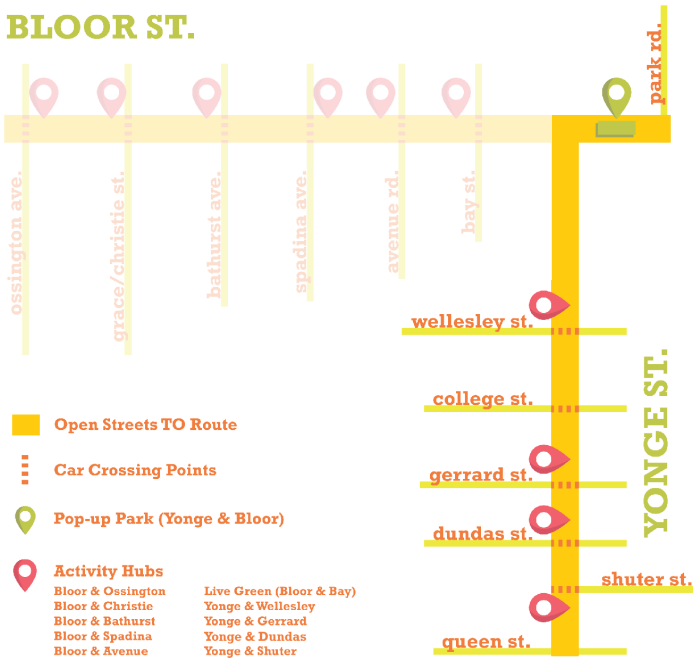 BLOOR ST.
park rd.
ossington ave.
grace/christie st.
bathurst ave.
spadina ave.
avenue rd.
bay st.
wellesley st.
college st.
gerrard st.
dundas st.
shuter st.
queen st.
YONGE ST.
Open Streets TO Route
Car Crossing Points
Pop-up Park (Yonge & Bloor)
Activity Hubs
Bloor & Ossington
Bloor & Christie
Bloor & Bathurst
Bloor & Spadina
Bloor & Avenue
Live Green (Bloor & Bay)
Yonge & Wellesley
Yonge & Gerrard
Yonge & Dundas
Yonge & Shuter